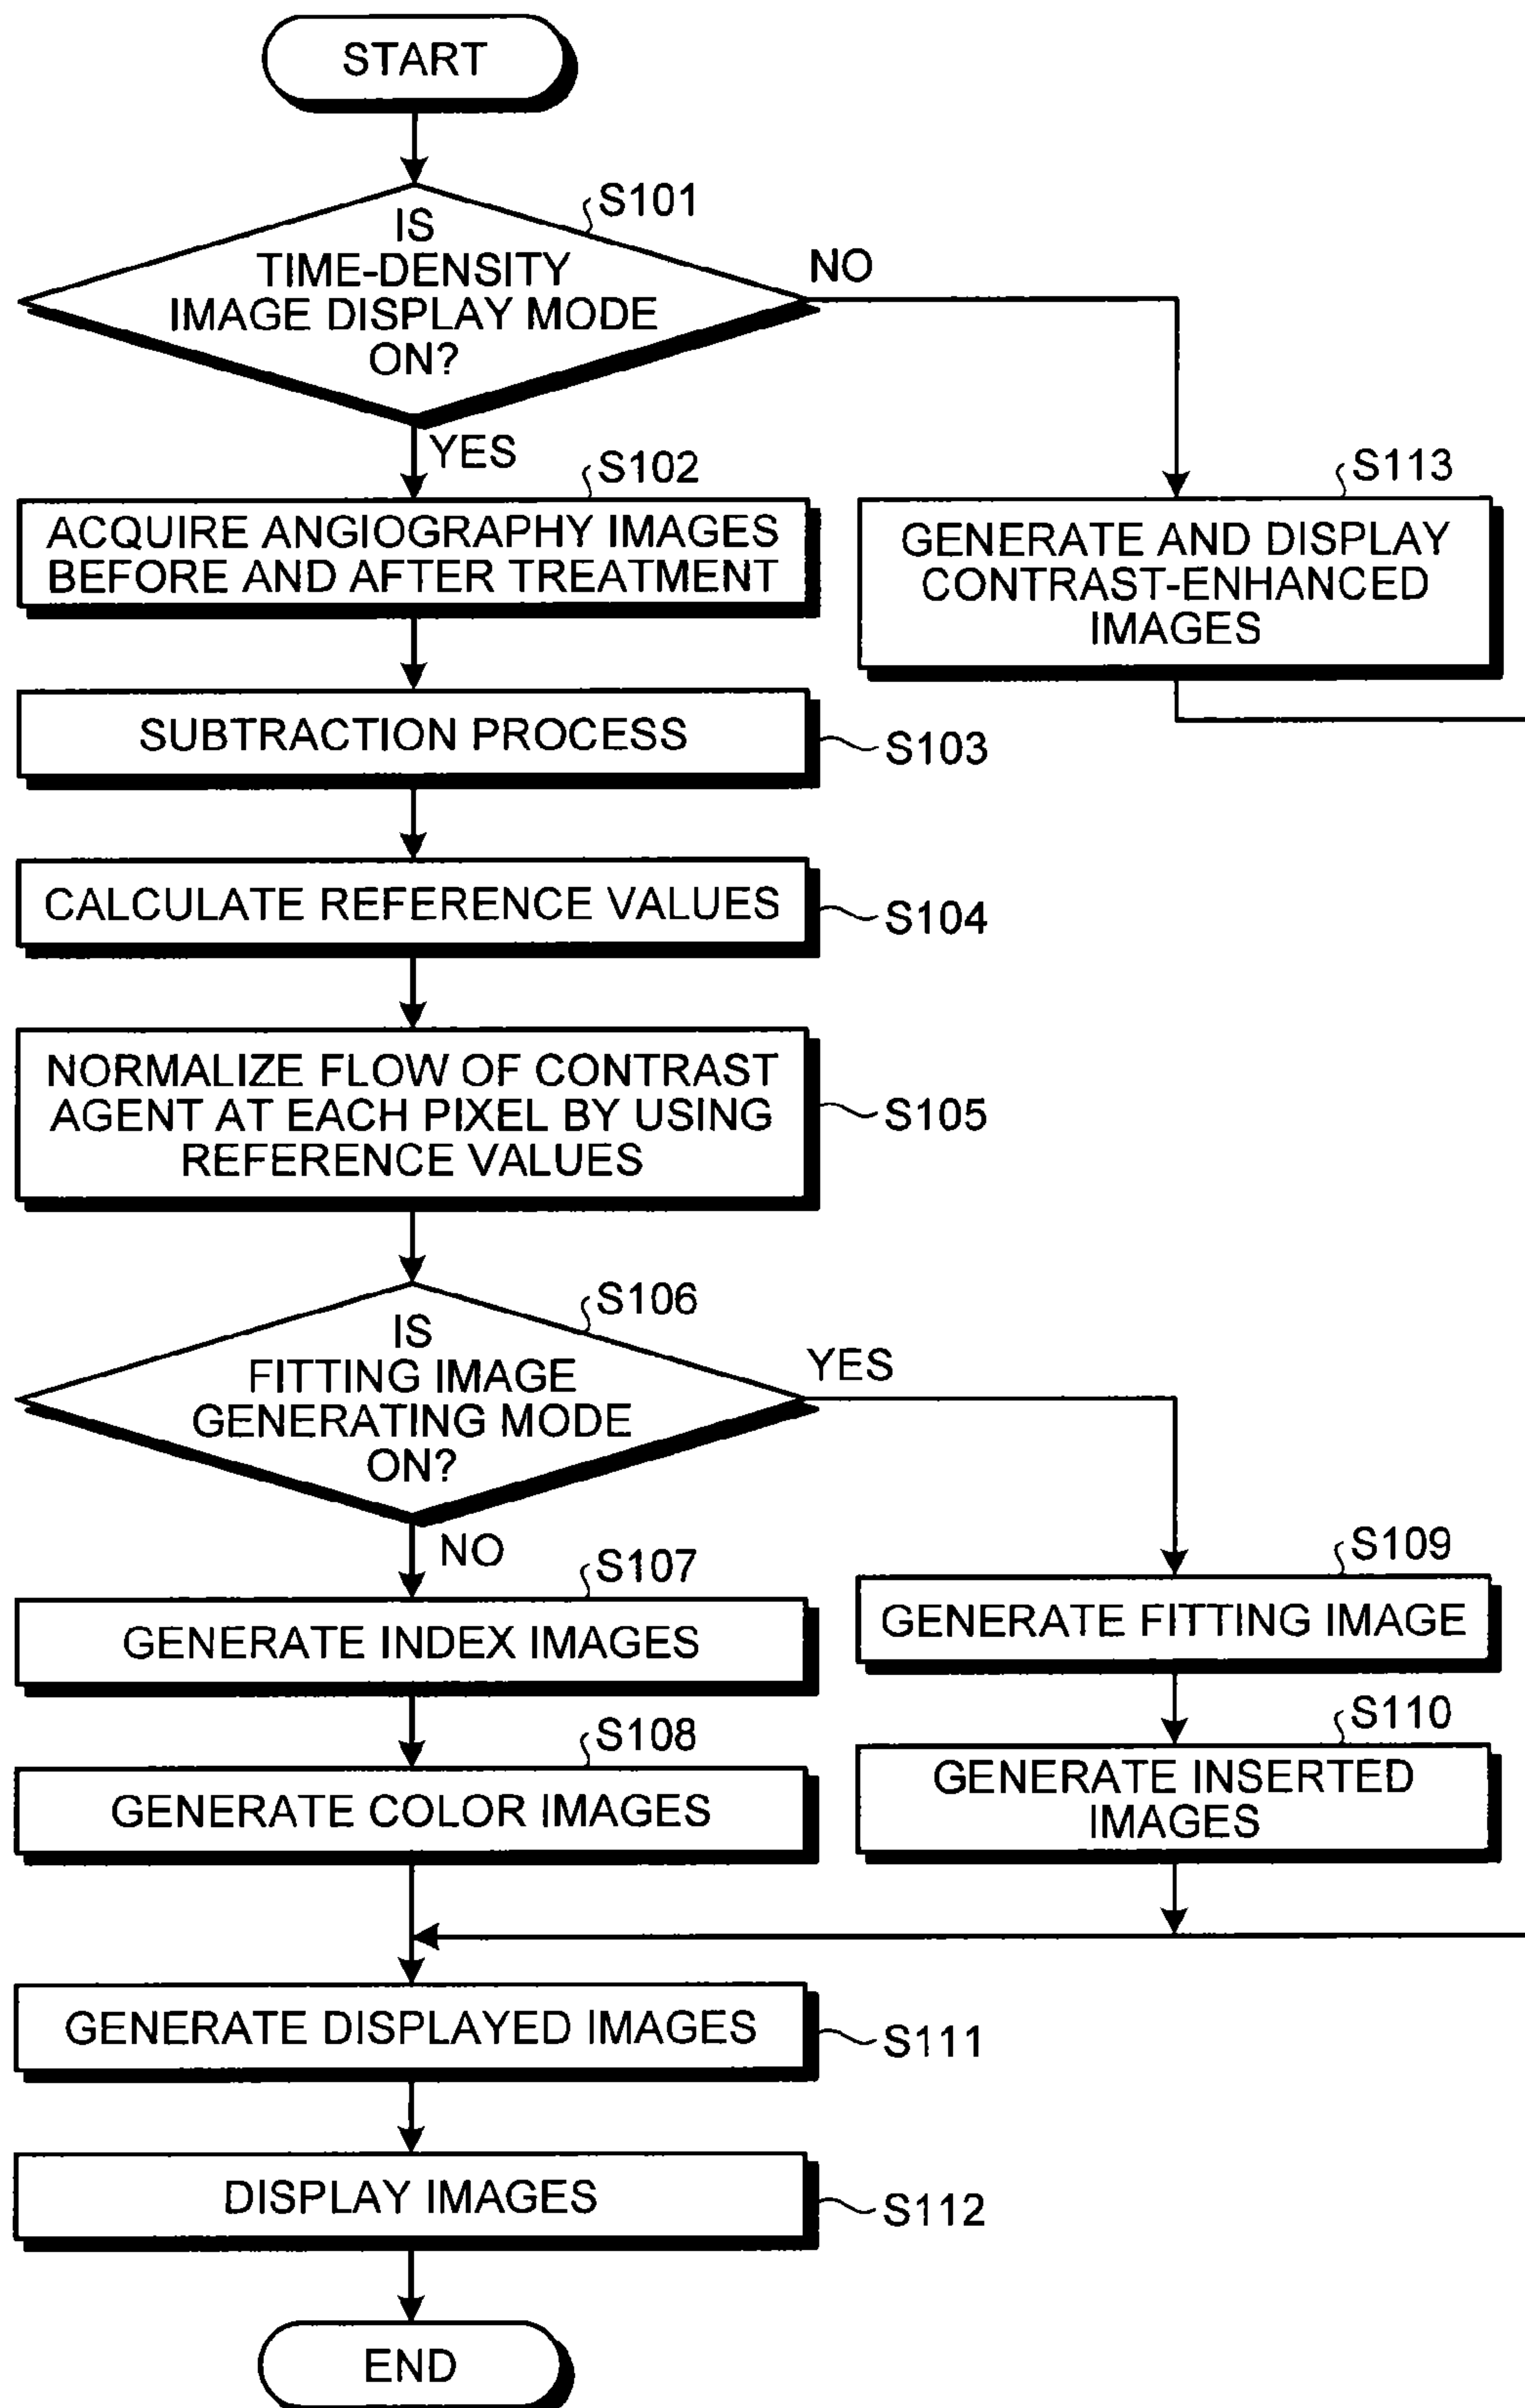 START
S101
IS
TIME-DENSITY
IMAGE DISPLAY MODE
ON?
NO
YES
S102
ACQUIRE ANGIOGRAPHY IMAGES
BEFORE AND AFTER TREATMENT
S113
GENERATE AND DISPLAY
CONTRAST-ENHANCED
IMAGES
SUBTRACTION PROCESS
S103
CALCULATE REFERENCE VALUES
S104
NORMALIZE FLOW OF CONTRAST
AGENT AT EACH PIXEL BY USING
REFERENCE VALUES
S105
S106
IS
FITTING IMAGE
GENERATING MODE
ON?
YES
NO
S107
GENERATE INDEX IMAGES
S109
GENERATE FITTING IMAGE
S108
GENERATE COLOR IMAGES
S110
GENERATE INSERTED
IMAGES
GENERATE DISPLAYED IMAGES
S111
DISPLAY IMAGES
S112
END